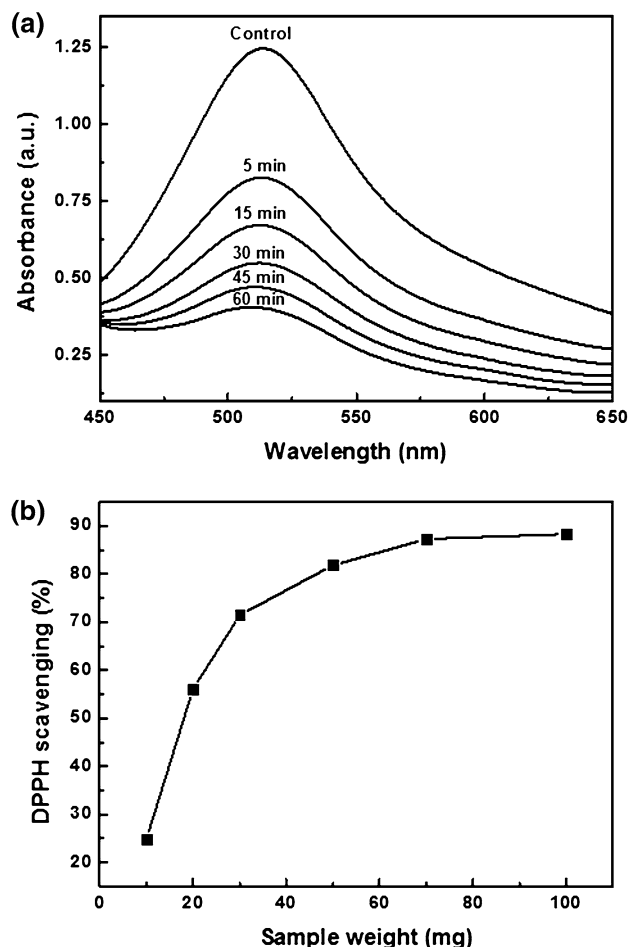 (a)
Absorbance (a.u.)
1.25
1.00
0.75
0.50
0.25
Control
5 min
15 min
30 min
45 min
60 min
450 500 550 600 650
Wavelength (nm)
(b)
DPPH scavenging (%)
90
80
70
60
50
40
30
20
0 20 40 60 80 100
Sample weight (mg)